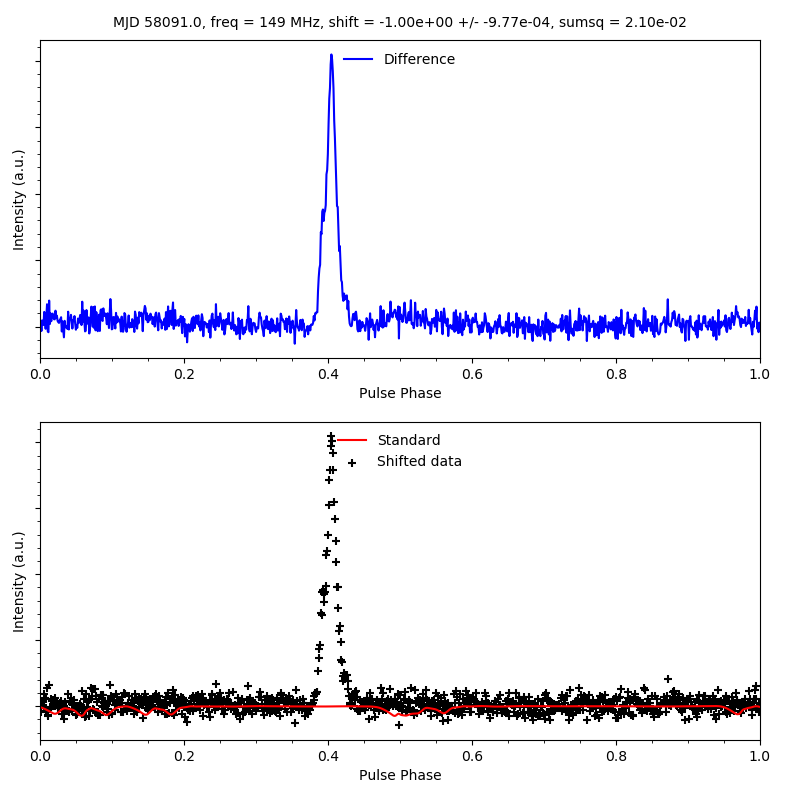 MJD 58091.0, freq = 149 MHz, shift = -1.00e+00 +/- -9.77e-04, sumsq = 2.10e-02
Difference
Intensity (a.u.)
0.0 0.2 0.4 0.6 0.8 1.0
Pulse Phase
Standard
Shifted data
Intensity (a.u.)
0.0 0.2 0.4 0.6 0.8 1.0
Pulse Phase